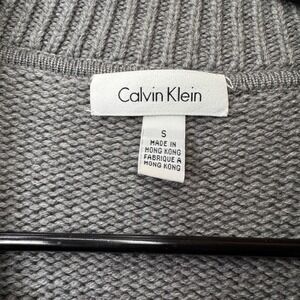 Calvin Klein
S
MADE IN
HONG KONG
FABRIQUE A
HONG KONG